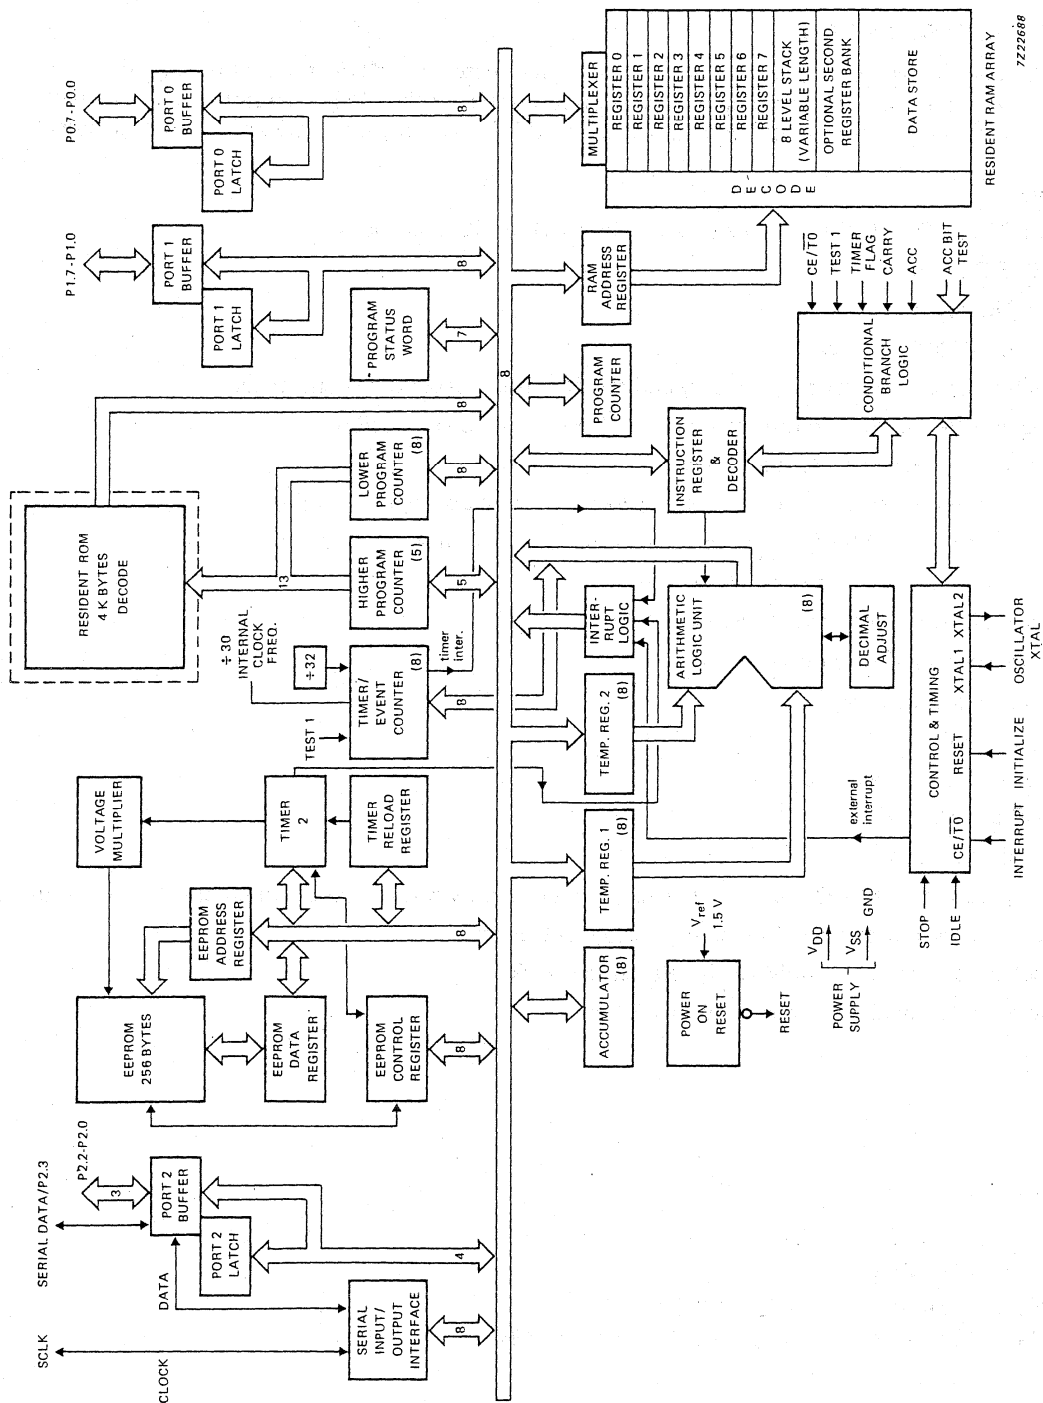 SCLK
SERIAL DATA/P2.3
P2.2-P2.0
3
CLOCK
DATA
PORT 2
BUFFER
PORT 2
LATCH
4
SERIAL
INPUT/
OUTPUT
INTERFACE
8
EEPROM
256 BYTES
EEPROM
DATA
REGISTER
EEPROM
CONTROL
REGISTER
8
EEPROM
ADDRESS
REGISTER
8
VOLTAGE
MULTIPLIER
TIMER
2
TIMER
RELOAD
REGISTER
TEST 1
÷30
INTERNAL
CLOCK
FREQ.
÷32
TIMER/
EVENT
COUNTER
(8)
timer
inter.
8
RESIDENT ROM
4 K BYTES
DECODE
13
HIGHER
PROGRAM
COUNTER
(5)
5
LOWER
PROGRAM
COUNTER
(8)
8
8
PROGRAM
STATUS
WORD
7
P1.7-P1.0
PORT 1
BUFFER
PORT 1
LATCH
8
P0.7-P0.0
PORT 0
BUFFER
PORT 0
LATCH
8
8
ACCUMULATOR
(8)
TEMP. REG. 1
(8)
TEMP. REG. 2
(8)
INTER-
RUPT
LOGIC
ARITHMETIC
LOGIC UNIT
(8)
DECIMAL
ADJUST
INSTRUCTION
REGISTER
&
DECODER
PROGRAM
COUNTER
RAM
ADDRESS
REGISTER
MULTIPLEXER
REGISTER 0
REGISTER 1
REGISTER 2
REGISTER 3
REGISTER 4
REGISTER 5
REGISTER 6
REGISTER 7
8 LEVEL STACK
(VARIABLE LENGTH)
OPTIONAL SECOND
REGISTER BANK
DATA STORE
DECODE
RESIDENT RAM ARRAY
CONDITIONAL
BRANCH
LOGIC
CE/T0
TEST 1
TIMER
FLAG
CARRY
ACC
ACC BIT
TEST
POWER
ON
RESET
Vref
1.5 V
RESET
POWER
SUPPLY
VDD
VSS
GND
STOP
IDLE
external
interrupt
CONTROL & TIMING
CE/T0
RESET
XTAL1
XTAL2
INTERRUPT
INITIALIZE
OSCILLATOR
XTAL
7Z22688